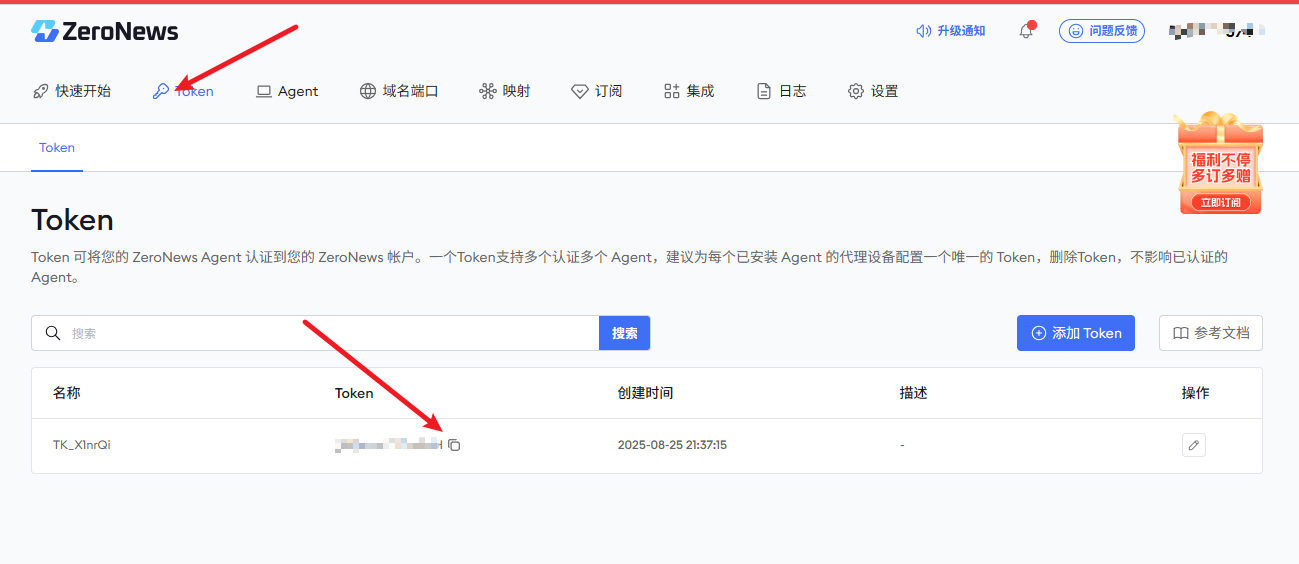 ZeroNews
升级通知
问题反馈
快速开始
Token
Agent
域名端口
映射
订阅
集成
日志
设置
Token
福利不停
多订多赠
立即订阅
Token
Token 可将您的 ZeroNews Agent 认证到您的 ZeroNews 帐户。一个Token支持多个认证多个 Agent，建议为每个已安装 Agent 的代理设备配置一个唯一的 Token，删除Token，不影响已认证的
Agent。
搜索
搜索
添加 Token
参考文档
名称
Token
创建时间
描述
操作
TK_X1nrQi
2025-08-25 21:37:15
-